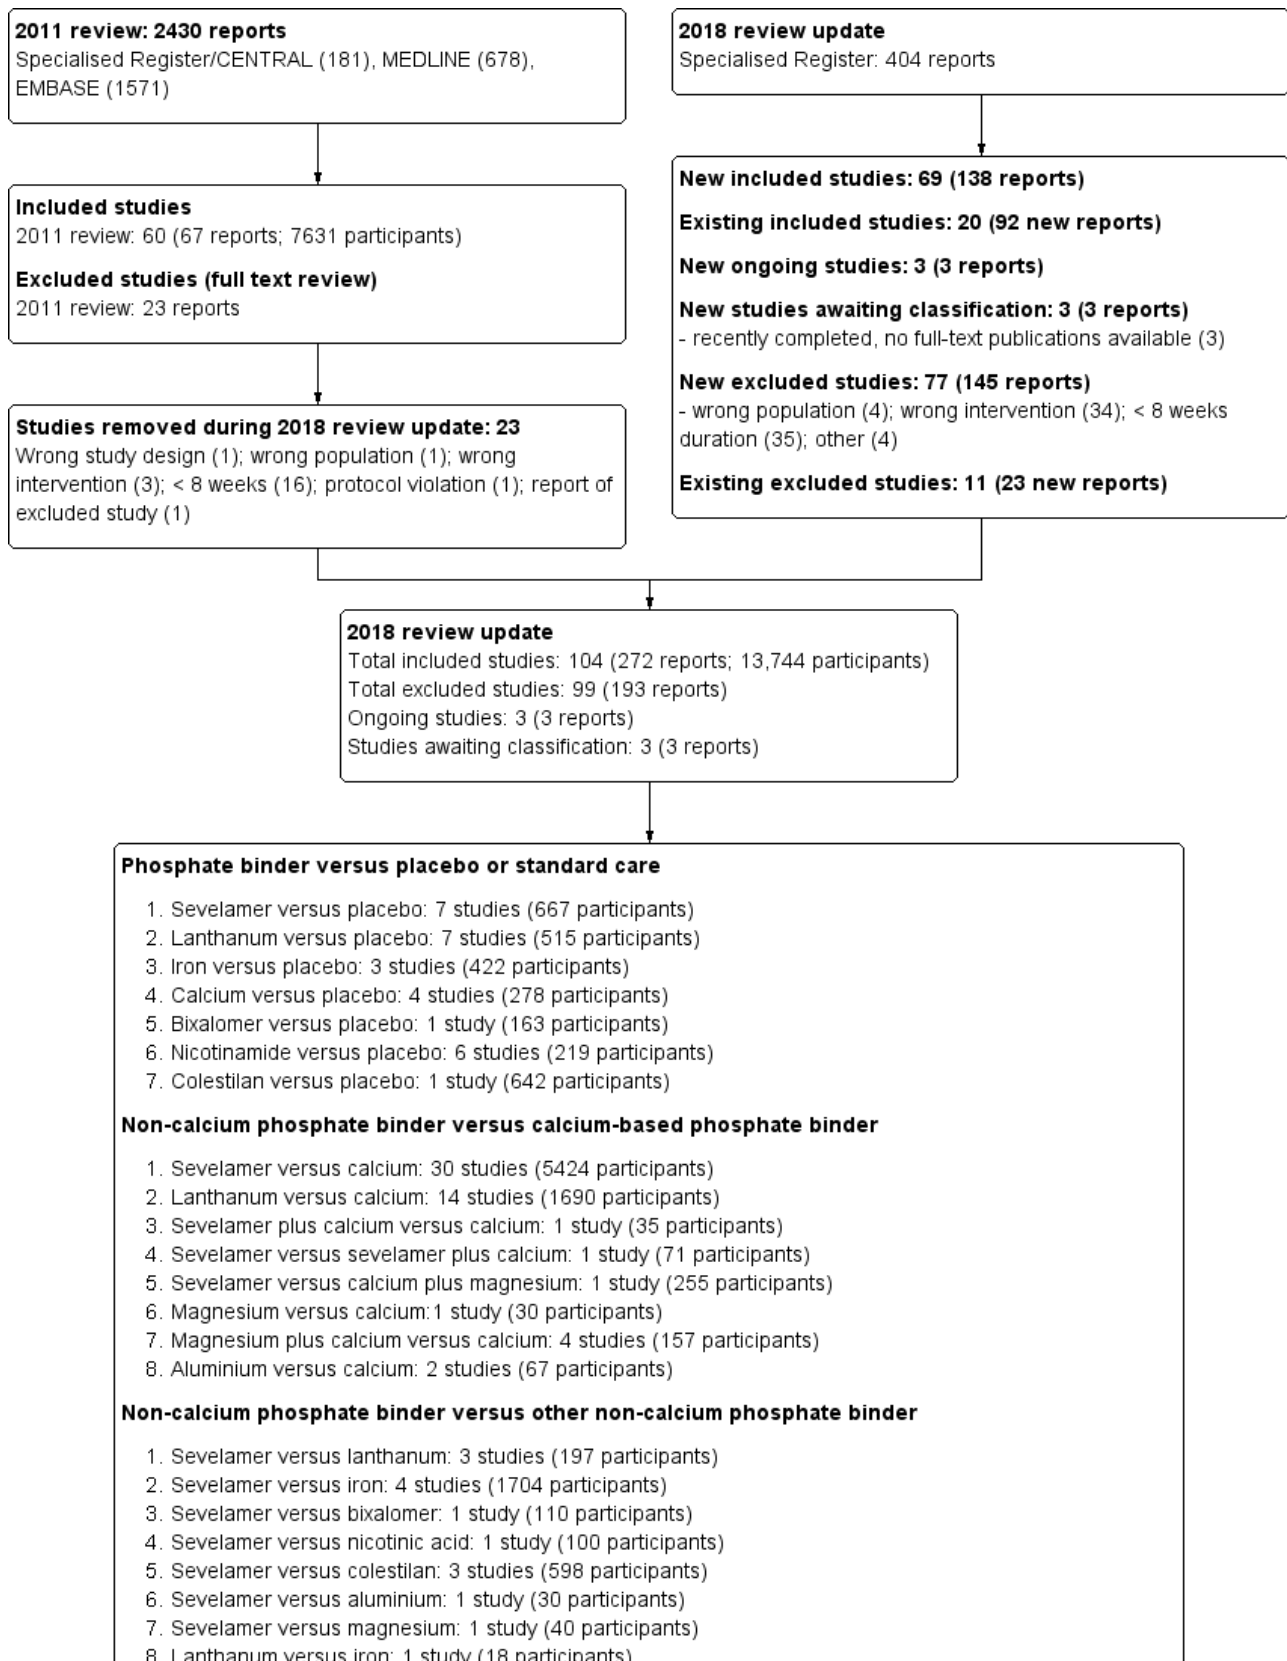 2011 review: 2430 reports
Specialised Register/CENTRAL (181), MEDLINE (678),
EMBASE (1571)
2018 review update
Specialised Register: 404 reports
Included studies
2011 review: 60 (67 reports; 7631 participants)
Excluded studies (full text review)
2011 review: 23 reports
New included studies: 69 (138 reports)
Existing included studies: 20 (92 new reports)
New ongoing studies: 3 (3 reports)
New studies awaiting classification: 3 (3 reports)
- recently completed, no full-text publications available (3)
New excluded studies: 77 (145 reports)
- wrong population (4); wrong intervention (34); < 8 weeks
duration (35); other (4)
Existing excluded studies: 11 (23 new reports)
Studies removed during 2018 review update: 23
Wrong study design (1); wrong population (1); wrong
intervention (3); < 8 weeks (16); protocol violation (1); report of
excluded study (1)
2018 review update
Total included studies: 104 (272 reports; 13,744 participants)
Total excluded studies: 99 (193 reports)
Ongoing studies: 3 (3 reports)
Studies awaiting classification: 3 (3 reports)
Phosphate binder versus placebo or standard care
1. Sevelamer versus placebo: 7 studies (667 participants)
2. Lanthanum versus placebo: 7 studies (515 participants)
3. Iron versus placebo: 3 studies (422 participants)
4. Calcium versus placebo: 4 studies (278 participants)
5. Bixalomer versus placebo: 1 study (163 participants)
6. Nicotinamide versus placebo: 6 studies (219 participants)
7. Colestilan versus placebo: 1 study (642 participants)
Non-calcium phosphate binder versus calcium-based phosphate binder
1. Sevelamer versus calcium: 30 studies (5424 participants)
2. Lanthanum versus calcium: 14 studies (1690 participants)
3. Sevelamer plus calcium versus calcium: 1 study (35 participants)
4. Sevelamer versus sevelamer plus calcium: 1 study (71 participants)
5. Sevelamer versus calcium plus magnesium: 1 study (255 participants)
6. Magnesium versus calcium:1 study (30 participants)
7. Magnesium plus calcium versus calcium: 4 studies (157 participants)
8. Aluminium versus calcium: 2 studies (67 participants)
Non-calcium phosphate binder versus other non-calcium phosphate binder
1. Sevelamer versus lanthanum: 3 studies (197 participants)
2. Sevelamer versus iron: 4 studies (1704 participants)
3. Sevelamer versus bixalomer: 1 study (110 participants)
4. Sevelamer versus nicotinic acid: 1 study (100 participants)
5. Sevelamer versus colestilan: 3 studies (598 participants)
6. Sevelamer versus aluminium: 1 study (30 participants)
7. Sevelamer versus magnesium: 1 study (40 participants)
8. Lanthanum versus iron: 1 study (18 participants)